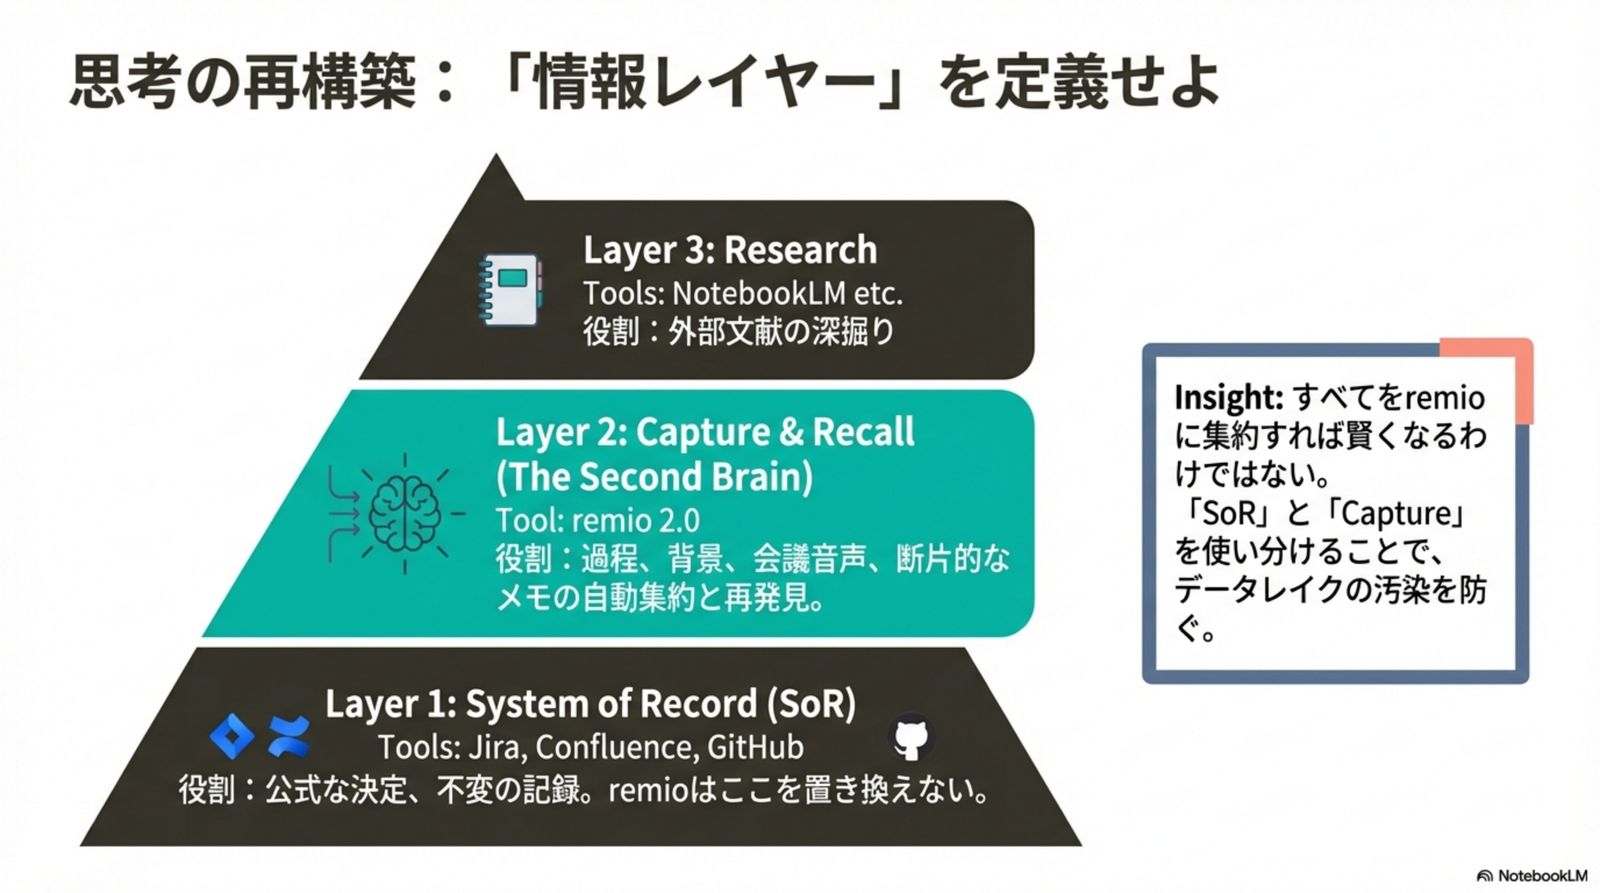 思考の再構築：「情報レイヤー」を定義せよ
Layer 3: Research
Tools: NotebookLM etc.
役割：外部文献の深掘り
Layer 2: Capture & Recall
(The Second Brain)
Tool: remio 2.0
役割：過程、背景、会議音声、断片的な
メモの自動集約と再発見。
Layer 1: System of Record (SoR)
Tools: Jira, Confluence, GitHub
役割：公式な決定、不変の記録。remioはここを置き換えない。
Insight: すべてをremio
に集約すれば賢くなるわ
けではない。
「SoR」と「Capture」
を使い分けることで、
データレイクの汚染を防
ぐ。
NotebookLM